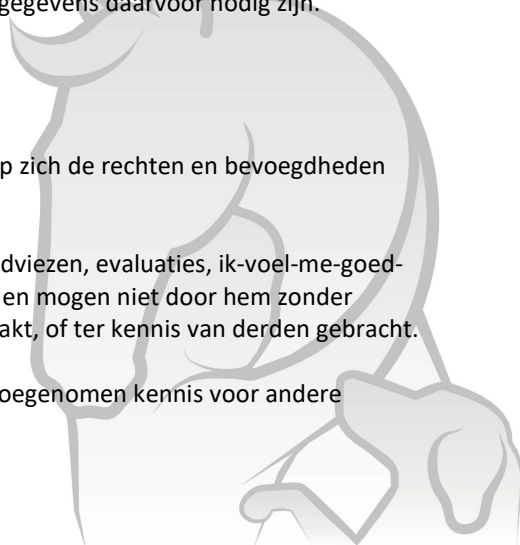 gegevens daarvoor nodig zijn.
p zich de rechten en bevoegdheden
dviezen, evaluaties, ik-voel-me-goed-
en mogen niet door hem zonder
akt, of ter kennis van derden gebracht.
oegenomen kennis voor andere